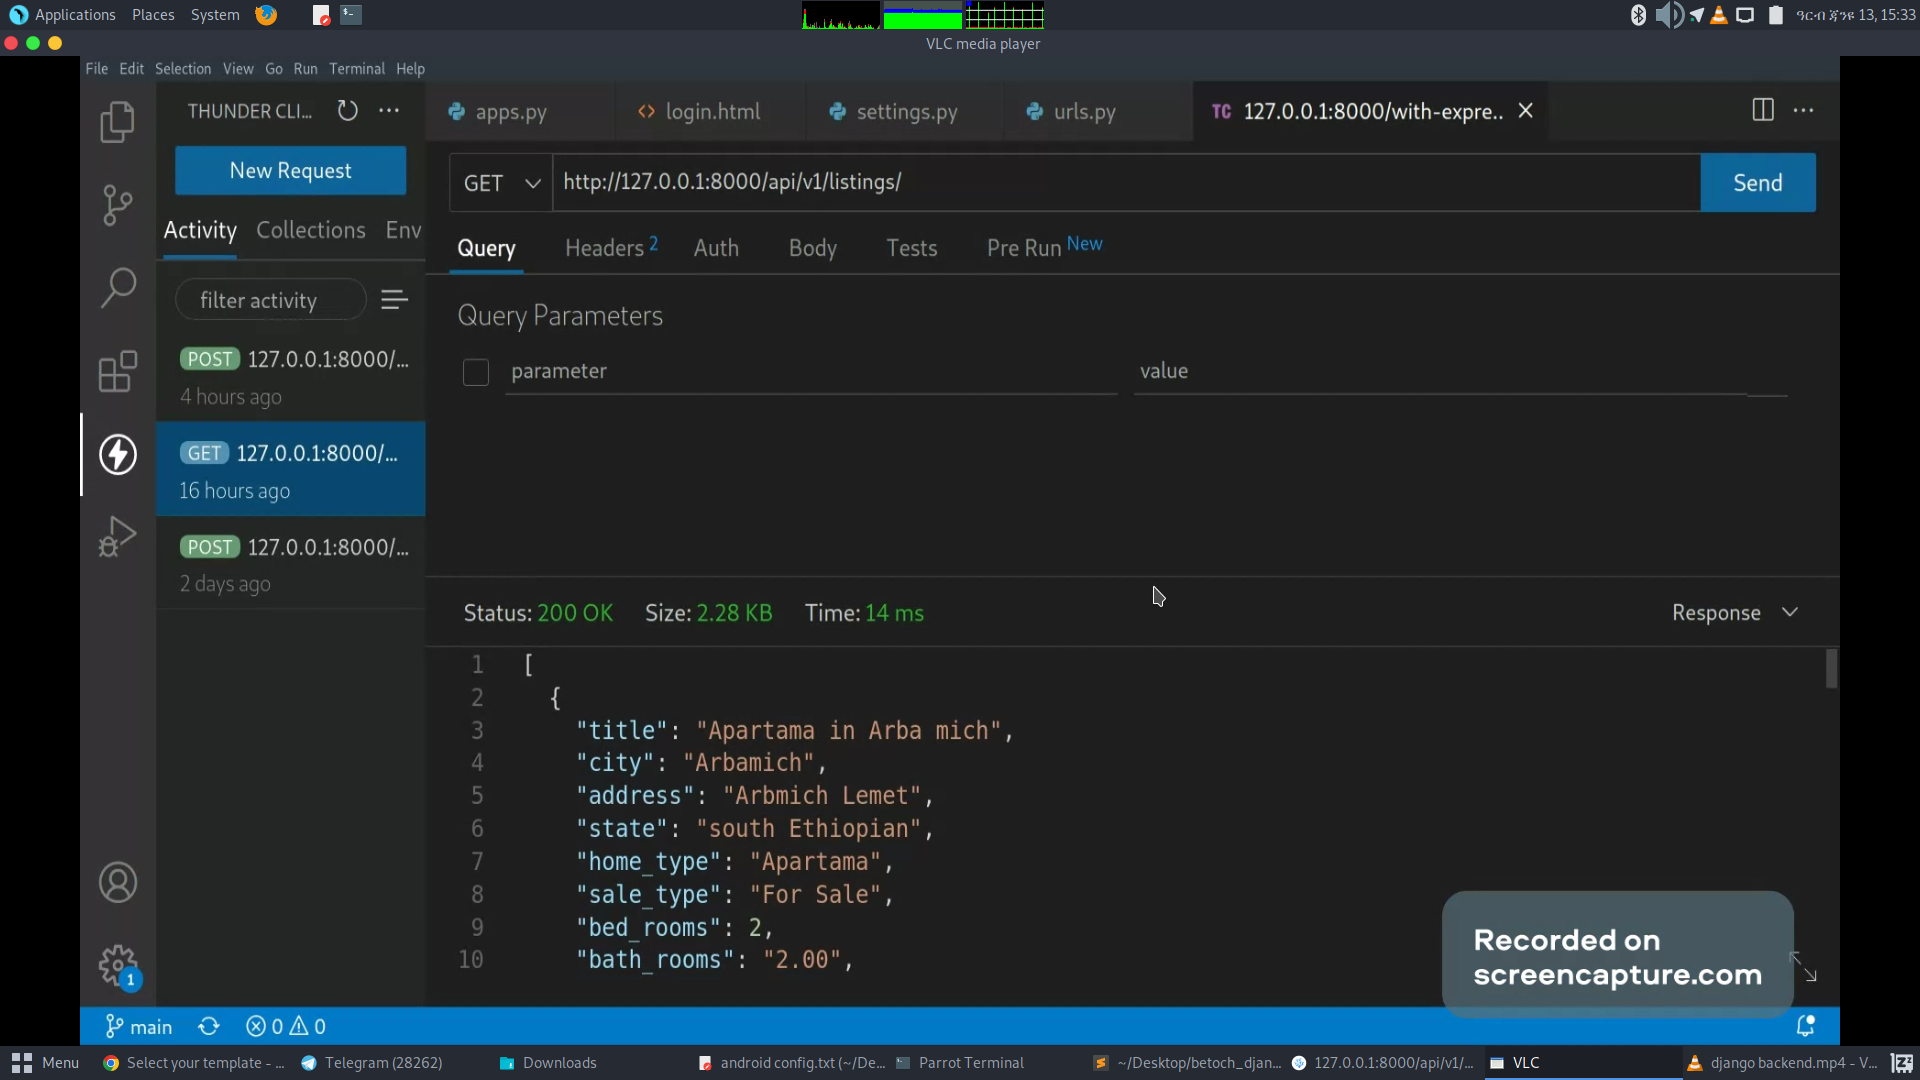 Applications Places System
ዓርብ ጃንዩ 13, 15:33
VLC media player
File Edit Selection View Go Run Terminal Help
THUNDER CLI... ...
apps.py login.html settings.py urls.py TC 127.0.0.1:8000/with-expre..
New Request
GET http://127.0.0.1:8000/api/v1/listings/ Send
Activity Collections Env
Query Headers 2 Auth Body Tests Pre Run New
filter activity
Query Parameters
POST 127.0.0.1:8000/...
4 hours ago
parameter value
GET 127.0.0.1:8000/...
16 hours ago
POST 127.0.0.1:8000/...
2 days ago
Status: 200 OK Size: 2.28 KB Time: 14 ms Response
1 [
2 {
3 "title": "Apartama in Arba mich",
4 "city": "Arbamich",
5 "address": "Arbmich Lemet",
6 "state": "south Ethiopian",
7 "home_type": "Apartama",
8 "sale_type": "For Sale",
9 "bed_rooms": 2,
10 "bath_rooms": "2.00",
Recorded on
screencapture.com
1
main 0 0
Menu Select your template - ... Telegram (28262) Downloads android config.txt (~/De... Parrot Terminal ~/Desktop/betoch_djan... 127.0.0.1:8000/api/v1/... VLC django backend.mp4 - V...